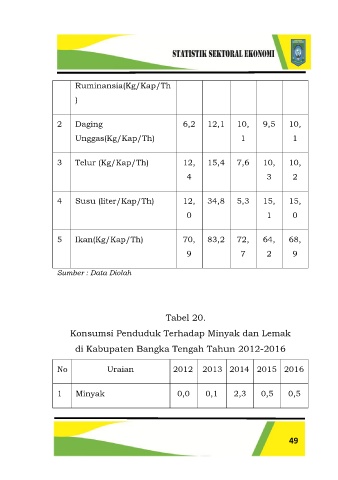 STATISTIK SEKTORAL EKONOMI
Ruminansia(Kg/Kap/Th
)
2 Daging 6,2 12,1 10, 9,5 10,
Unggas(Kg/Kap/Th) 1 1
3 Telur (Kg/Kap/Th) 12, 15,4 7,6 10, 10,
4 3 2
4 Susu (liter/Kap/Th) 12, 34,8 5,3 15, 15,
0 1 0
5 Ikan(Kg/Kap/Th) 70, 83,2 72, 64, 68,
9 7 2 9
Sumber : Data Diolah
Tabel 20.
Konsumsi Penduduk Terhadap Minyak dan Lemak
di Kabupaten Bangka Tengah Tahun 2012-2016
No Uraian 2012 2013 2014 2015 2016
1 Minyak 0,0 0,1 2,3 0,5 0,5
49